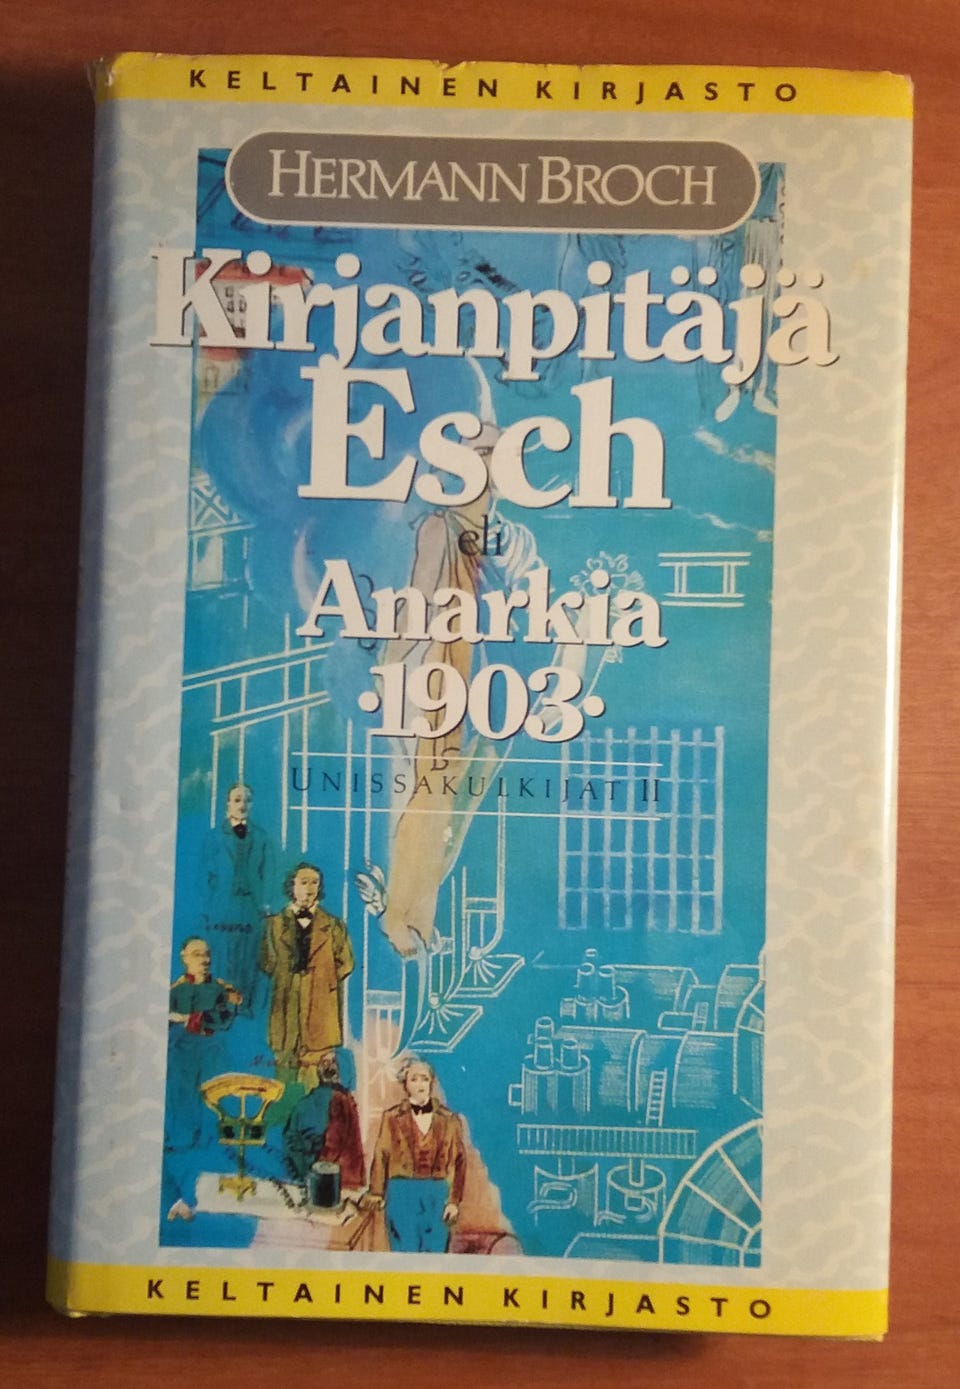 KELTAINEN KIRJASTO
HERMANN BROCH
Kirjanpitäjä
Esch
eli
Anarkia
·1903·
UNISSAKULKIJAT II
KELTAINEN KIRJASTO